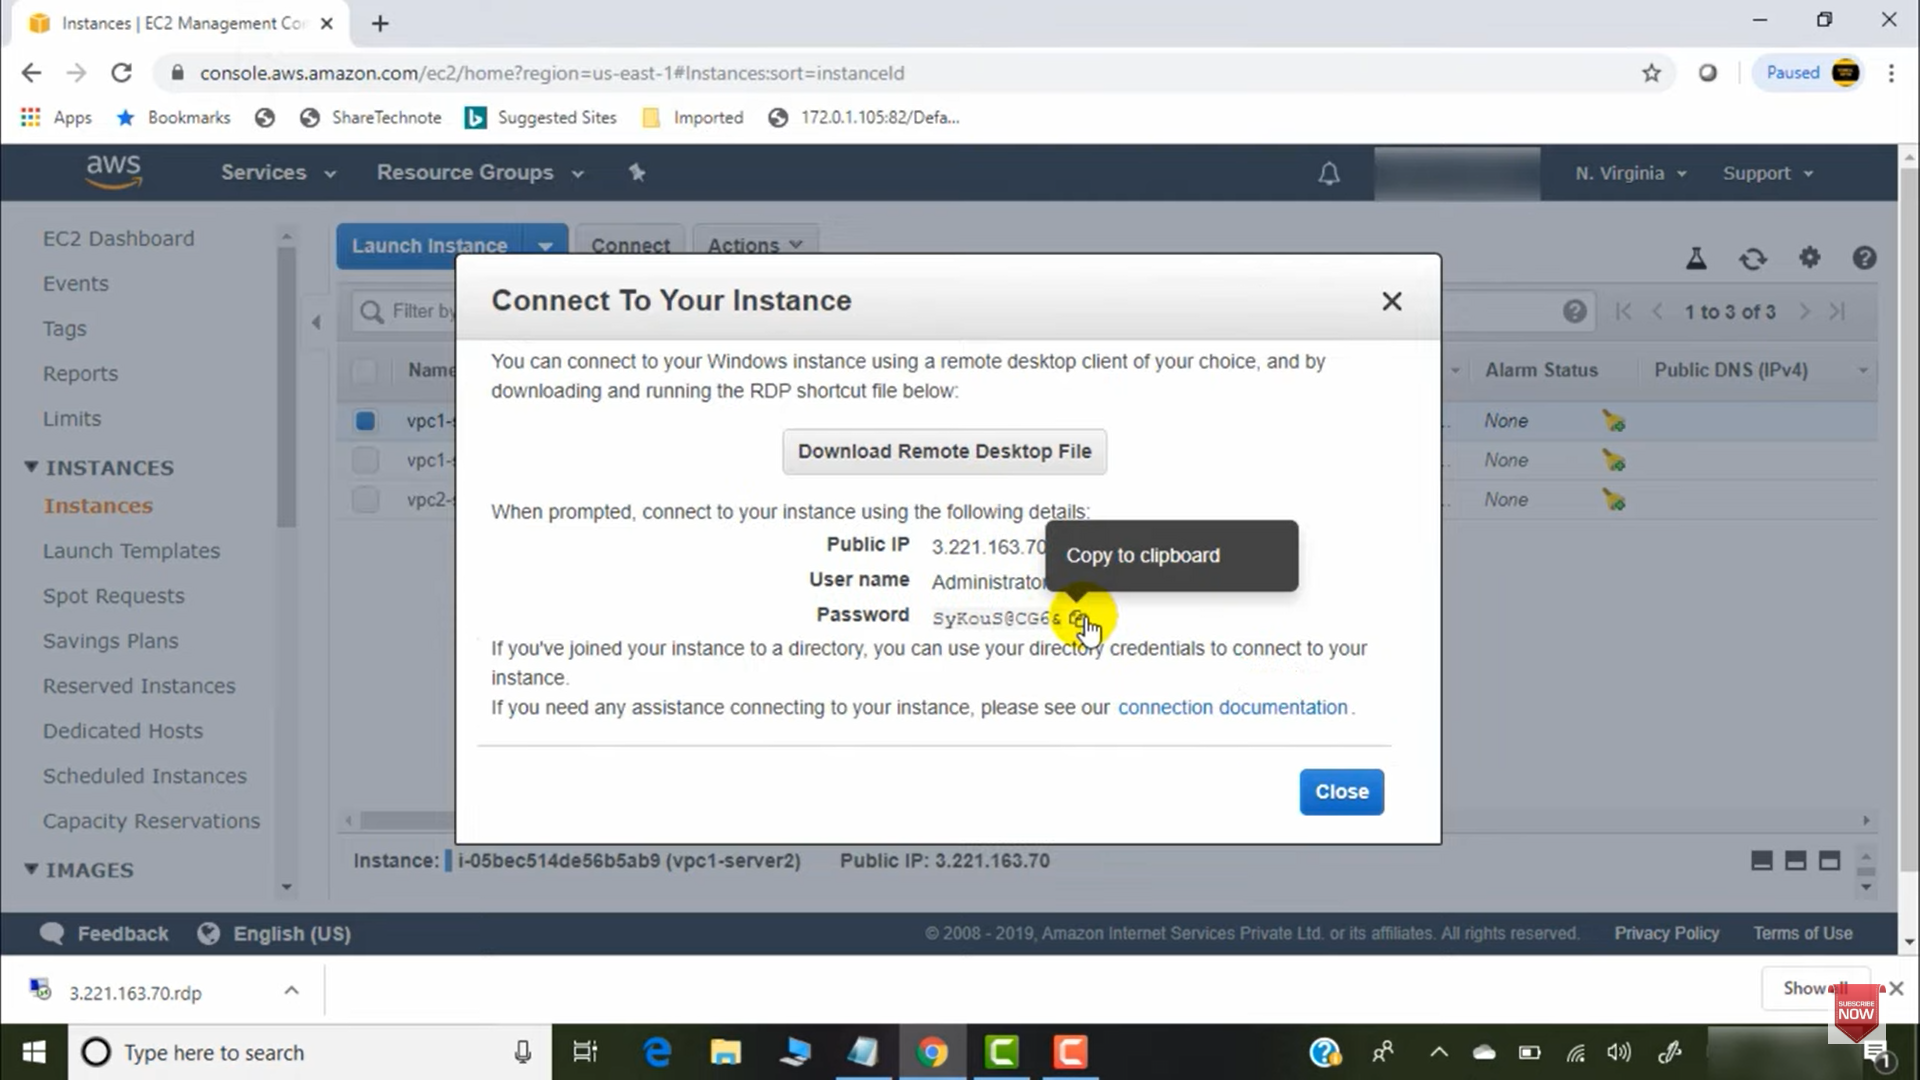 Instances | EC2 Management Co
console.aws.amazon.com/ec2/home?region=us-east-1#Instances:sort=instanceId
Paused
Apps
Bookmarks
ShareTechnote
Suggested Sites
Imported
172.0.1.105:82/Defa...
aws
Services
Resource Groups
N. Virginia
Support
EC2 Dashboard
Events
Tags
Reports
Limits
INSTANCES
Instances
Launch Templates
Spot Requests
Savings Plans
Reserved Instances
Dedicated Hosts
Scheduled Instances
Capacity Reservations
IMAGES
Launch Instance
Connect
Actions
Filter by
1 to 3 of 3
Name
Alarm Status
Public DNS (IPv4)
vpc1-s
None
vpc1-s
None
vpc2-s
None
Connect To Your Instance
You can connect to your Windows instance using a remote desktop client of your choice, and by
downloading and running the RDP shortcut file below:
Download Remote Desktop File
When prompted, connect to your instance using the following details:
Public IP 3.221.163.70
Copy to clipboard
User name Administrator
Password SyKouS@CG6&
If you've joined your instance to a directory, you can use your directory credentials to connect to your
instance.
If you need any assistance connecting to your instance, please see our connection documentation.
Close
Instance: i-05bec514de56b5ab9 (vpc1-server2) Public IP: 3.221.163.70
Feedback
English (US)
© 2008 - 2019, Amazon Internet Services Private Ltd. or its affiliates. All rights reserved.
Privacy Policy
Terms of Use
3.221.163.70.rdp
Show all
SUBSCRIBE
NOW
Type here to search
1